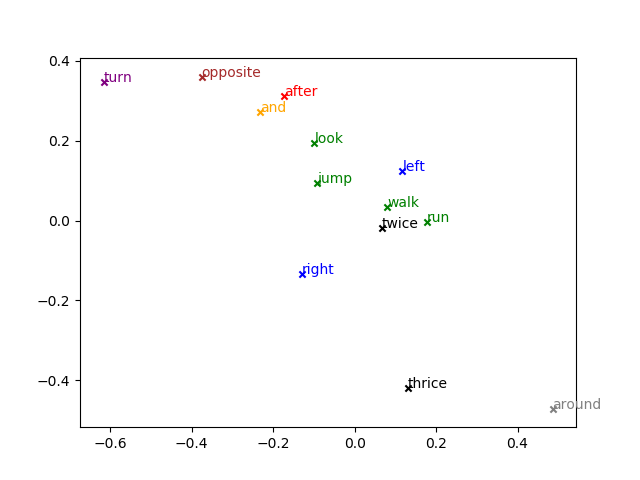 0.4
turn
opposite
after
and
0.2
look
left
jump
walk
run
twice
0.0
right
−0.2
thrice
−0.4
around
−0.6 −0.4 −0.2 0.0 0.2 0.4